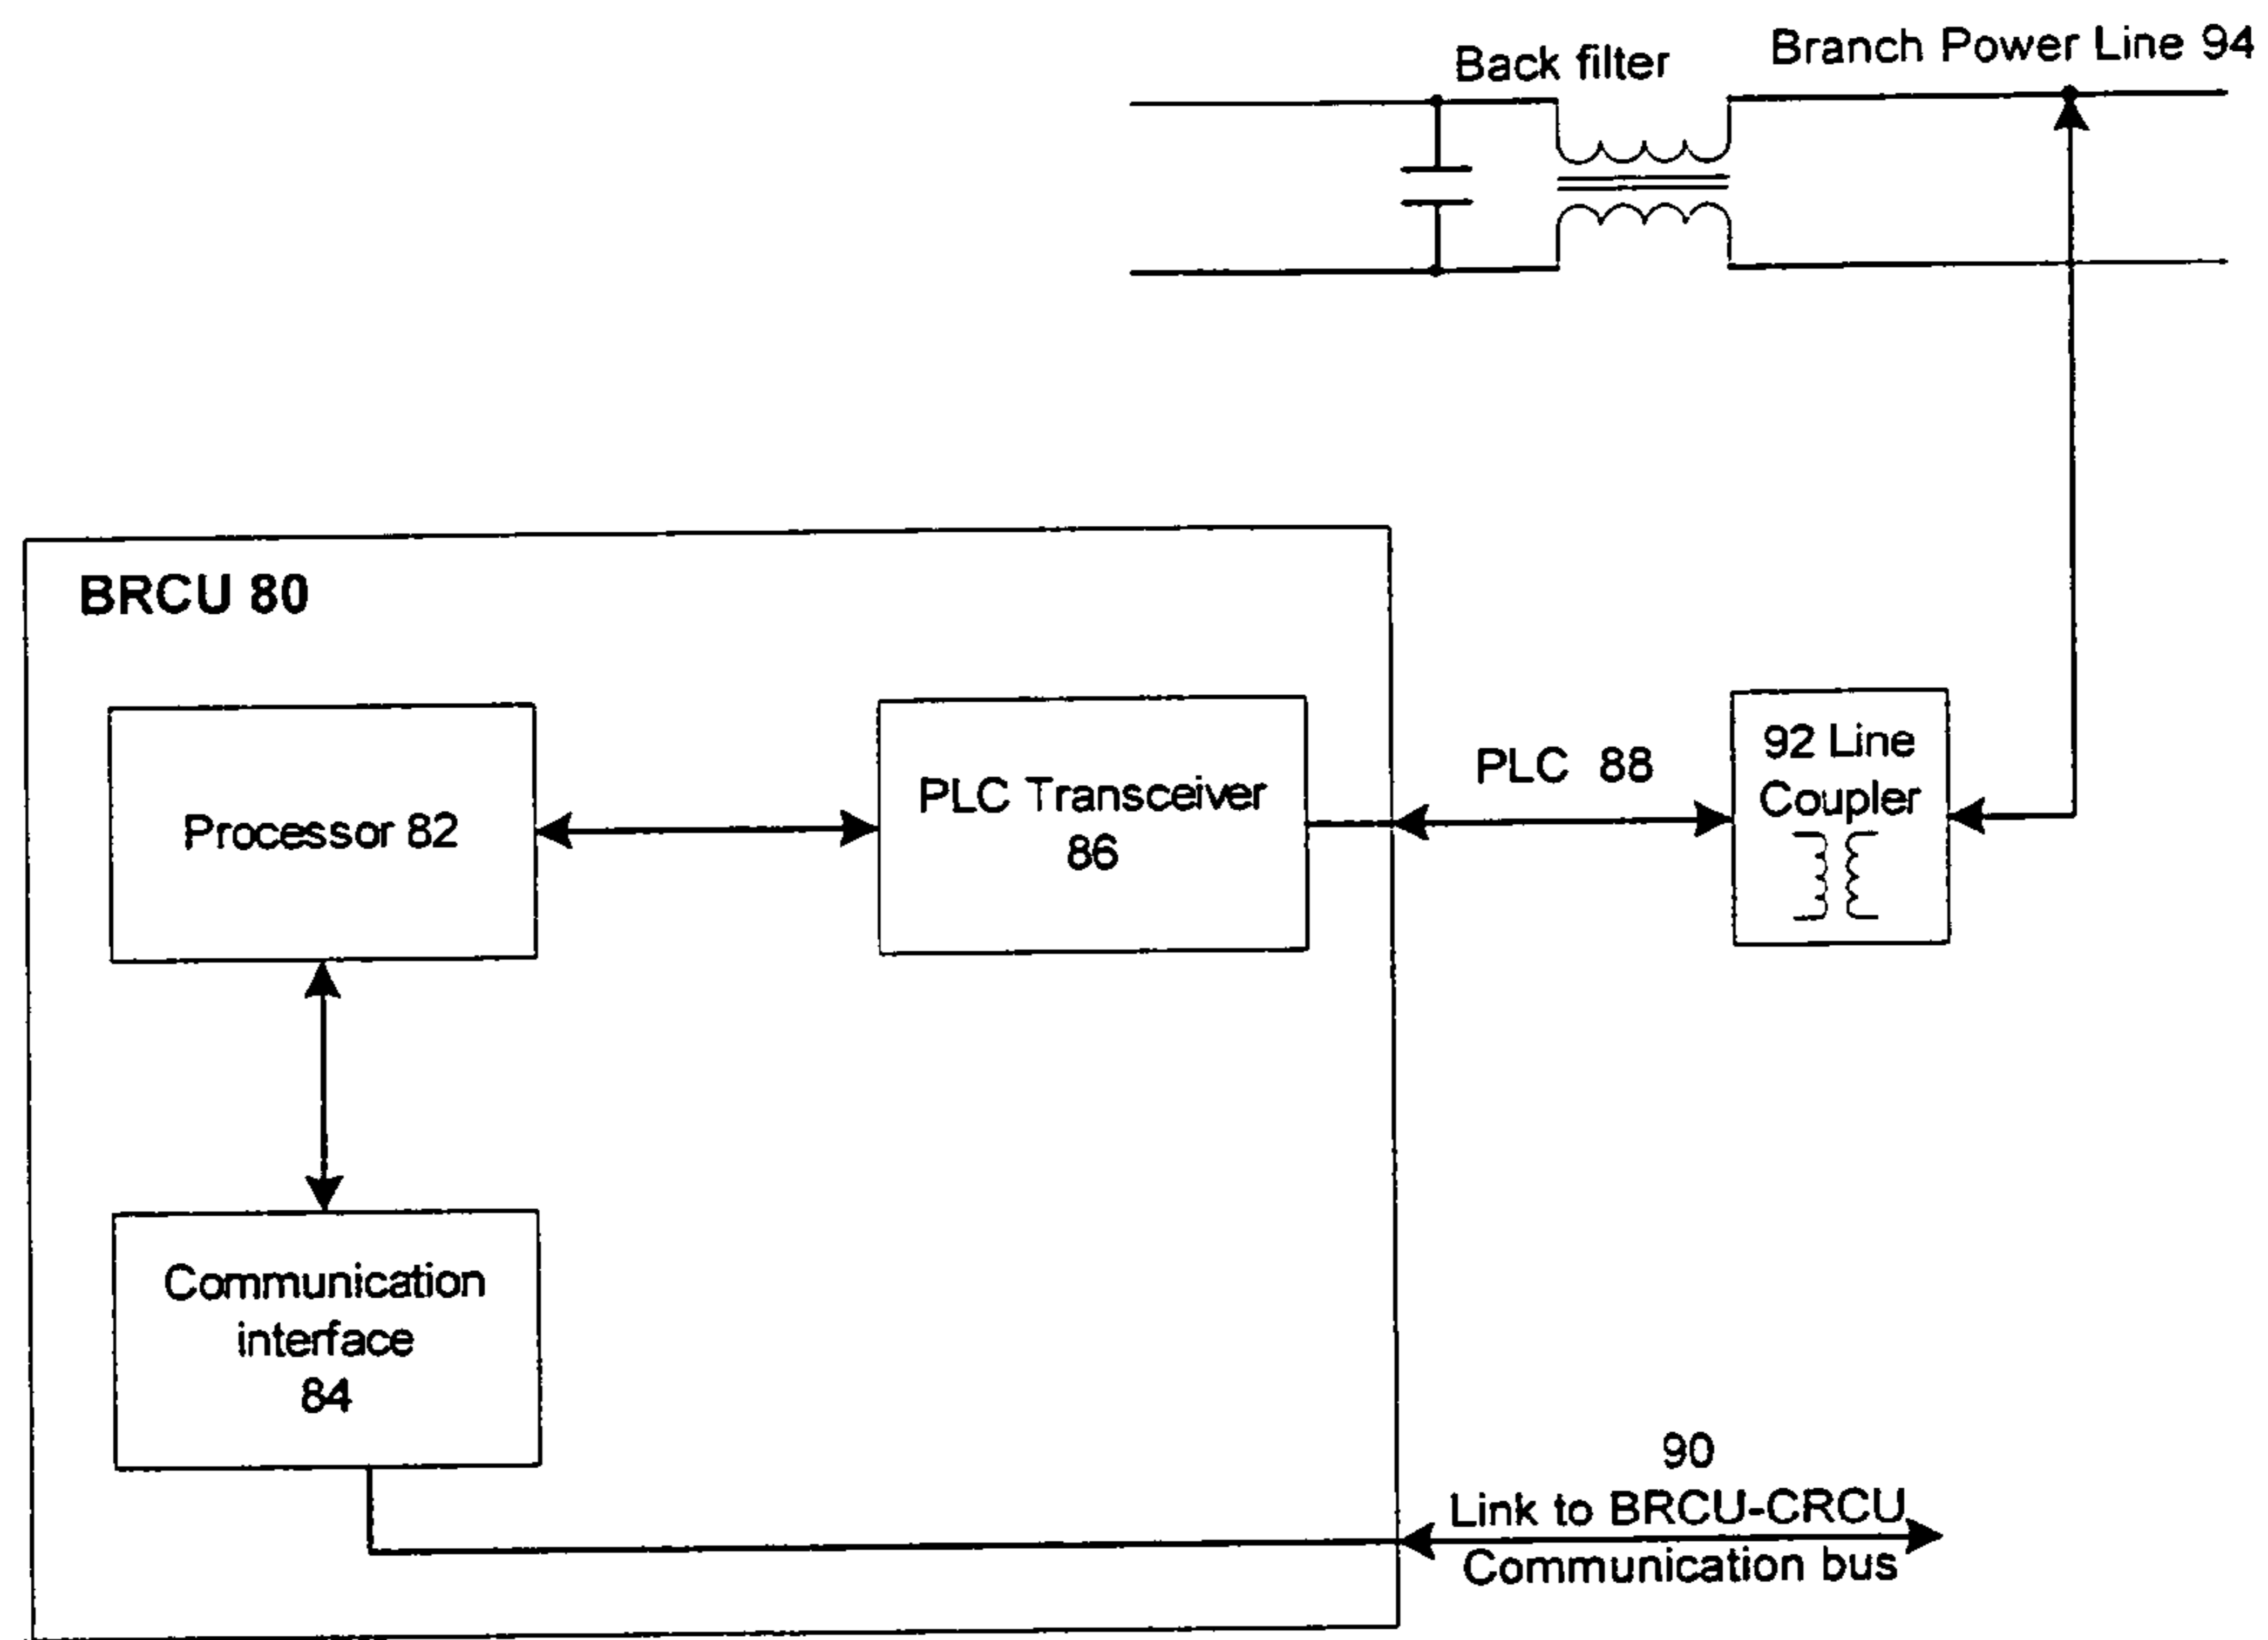 Back filter
Branch Power Line 94
BRCU 80
Processor 82
PLC Transceiver
86
PLC 88
92 Line
Coupler
Communication
interface
84
90
Link to BRCU-CRCU
Communication bus